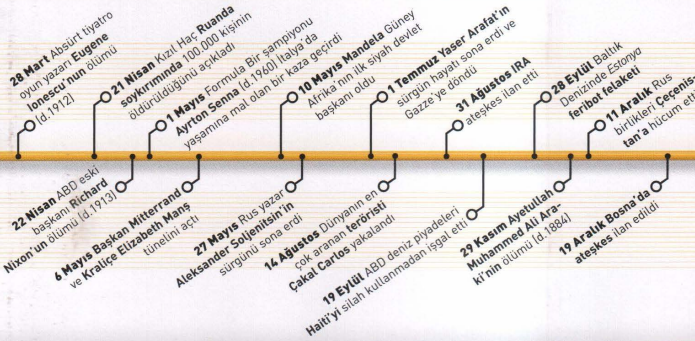 28 Mart Absürt tiyatro
oyun yazarı Eugene
Ionescu'nun ölümü
(d.1912)
21 Nisan Kızıl Haç Ruanda
soykırımında 100.000 kişinin
öldürüldüğünü açıkladı
1 Mayıs Formula Bir şampiyonu
Ayrton Senna (d.1960) İtalya da
yaşamına mal olan bir kaza geçirdi
10 Mayıs Mandela Güney
Afrika'nın ilk siyah devlet
başkanı oldu
1 Temmuz Yaser Arafat'ın
sürgün hayatı sona erdi ve
Gazze'ye döndü
31 Ağustos IRA
ateşkes ilan etti
28 Eylül Baltık
Denizinde Estonya
feribot felaketi
11 Aralık Rus
birlikleri Çeçenis-
tan'a hücum
22 Nisan ABD eski
başkanı Richard
Nixon'un ölümü (d.1913)
6 Mayıs Başkan Mitterrand
ve Kraliçe Elizabeth Manş
tünelini açtı
27 Mayıs Rus yazar
Aleksander Soljenitsin'in
sürgünü sona erdi
14 Ağustos Dünyanın en
çok aranan teröristi
Çakal Carlos yakalandı
19 Eylül ABD deniz piyadeleri
Haiti'yi silah kullanmadan işgal etti
29 Kasım Ayetullah
Muhammed Ali Ara-
ki'nin ölümü (d.1884)
19 Aralık Bosna'da
ateşkes ilan edildi